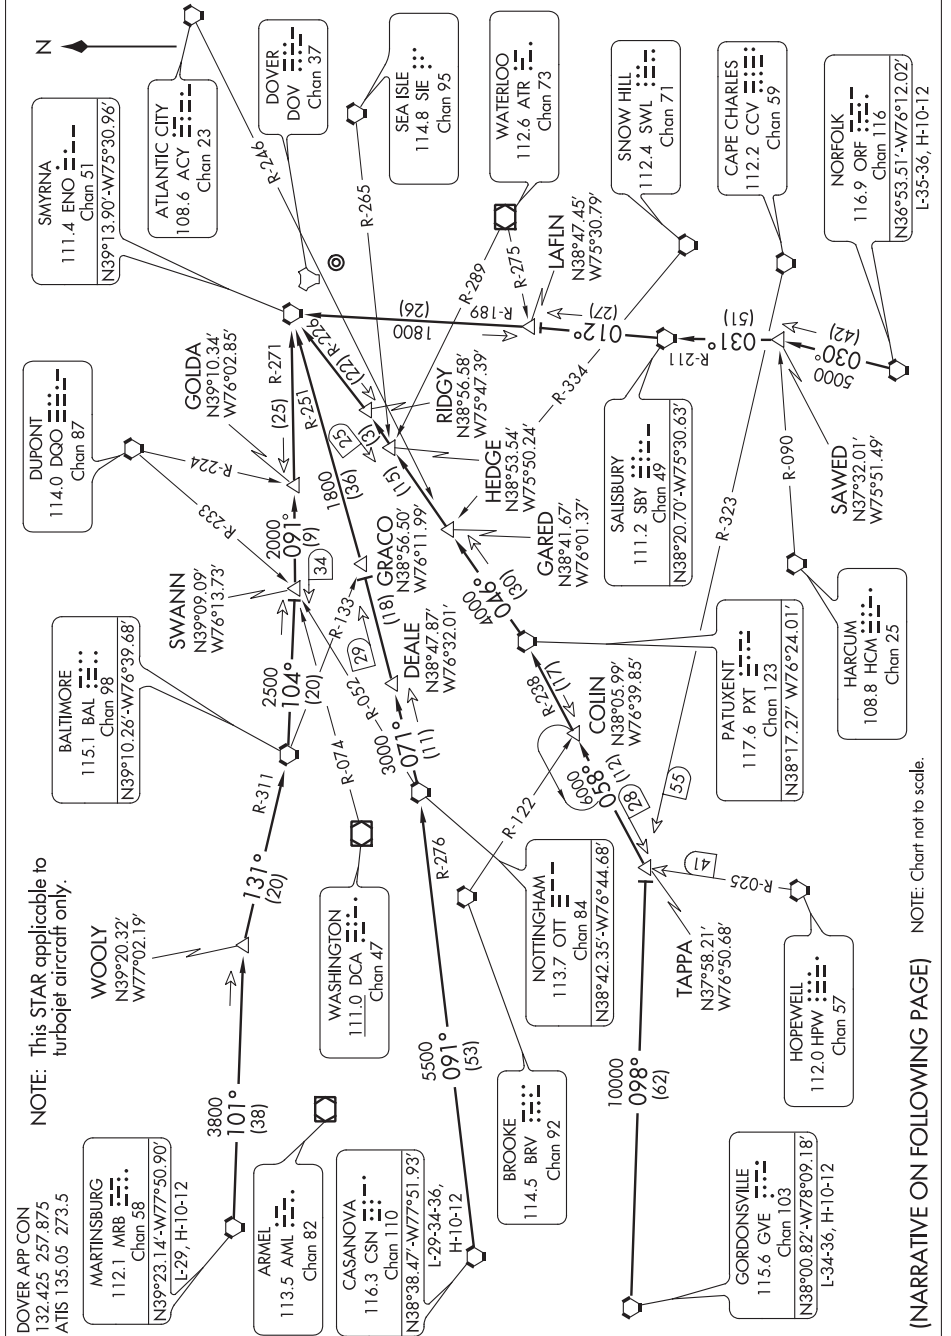 DOVER APP CON
132.425 257.875
ATIS 135.05 273.5
NOTE: This STAR applicable to
turbojet aircraft only.
N
MARTINSBURG
112.1 MRB
Chan 58
N39°23.14'-W77°50.90'
L-29, H-10-12
3800
101°
(38)
WOOLY
N39°20.32'
W77°02.19'
131°
(20)
R-311
BALTIMORE
115.1 BAL
Chan 98
N39°10.26'-W76°39.68'
2500
104°
(20)
SWANN
N39°09.09'
W76°13.73'
34
2000
091°
(9)
DUPONT
114.0 DQO
Chan 87
R-233
R-224
GOLDA
N39°10.34'
W76°02.85'
(25)
R-271
SMYRNA
111.4 ENO
Chan 51
N39°13.90'-W75°30.96'
ATLANTIC CITY
108.6 ACY
Chan 23
R-246
DOVER
DOV
Chan 37
SEA ISLE
114.8 SIE
Chan 95
R-265
WATERLOO
112.6 ATR
Chan 73
R-289
R-275
ARMEL
113.5 AML
Chan 82
WASHINGTON
111.0 DCA
Chan 47
R-074
R-052
R-133
CASANOVA
116.3 CSN
Chan 110
N38°38.47'-W77°51.93'
L-29-34-36,
H-10-12
5500
091°
(53)
R-276
NOTTINGHAM
113.7 OTT
Chan 84
N38°42.35'-W76°44.68'
3000
071°
(11)
DEALE
N38°47.87'
W76°32.01'
29
(18)
GRACO
N38°56.50'
W76°11.99'
1800
(36)
R-251
25
(3)
(22)
R-226
RIDGY
N38°56.58'
W75°47.39'
HEDGE
N38°53.54'
W75°50.24'
(15)
GARED
N38°41.67'
W76°01.37'
4000
046°
(30)
BROOKE
114.5 BRV
Chan 92
R-122
GORDONSVILLE
115.6 GVE
Chan 103
N38°00.82'-W78°09.18'
L-34-36, H-10-12
10000
098°
(62)
TAPPA
N37°58.21'
W76°50.68'
HOPEWELL
112.0 HPW
Chan 57
R-025
41
55
28
6000
058°
(12)
COLIN
N38°05.99'
W76°39.85'
(17)
R-238
PATUXENT
117.6 PXT
Chan 123
N38°17.27' W76°24.01'
HARCUM
108.8 HCM
Chan 25
R-090
R-323
SAWED
N37°32.01'
W75°51.49'
SALISBURY
111.2 SBY
Chan 49
N38°20.70'-W75°30.63'
R-334
SNOW HILL
112.4 SWL
Chan 71
CAPE CHARLES
112.2 CCV
Chan 59
NORFOLK
116.9 ORF
Chan 116
N36°53.51'-W76°12.02'
L-35-36, H-10-12
5000
030°
(42)
031°
(51)
R-211
012°
(27)
LAFLN
N38°47.45'
W75°30.79'
1800
(26)
R-189
(NARRATIVE ON FOLLOWING PAGE)
NOTE: Chart not to scale.